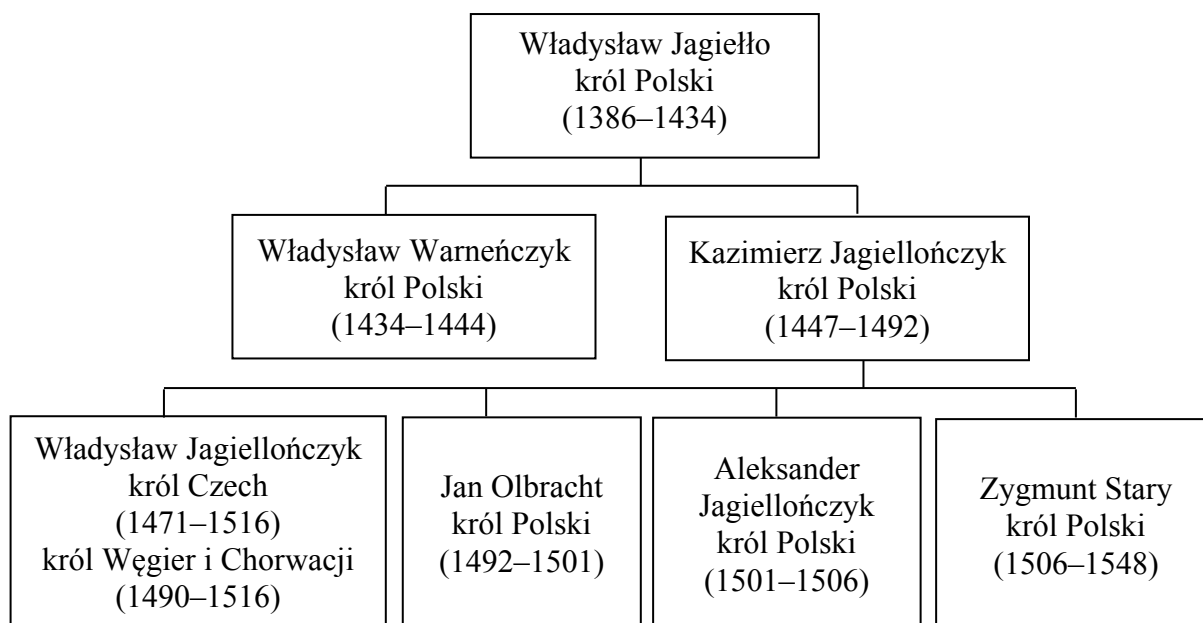 Władysław Jagiełło
król Polski
(1386–1434)
Władysław Warneńczyk
król Polski
(1434–1444)
Kazimierz Jagiellończyk
król Polski
(1447–1492)
Władysław Jagiellończyk
król Czech
(1471–1516)
król Węgier i Chorwacji
(1490–1516)
Jan Olbracht
król Polski
(1492–1501)
Aleksander
Jagiellończyk
król Polski
(1501–1506)
Zygmunt Stary
król Polski
(1506–1548)